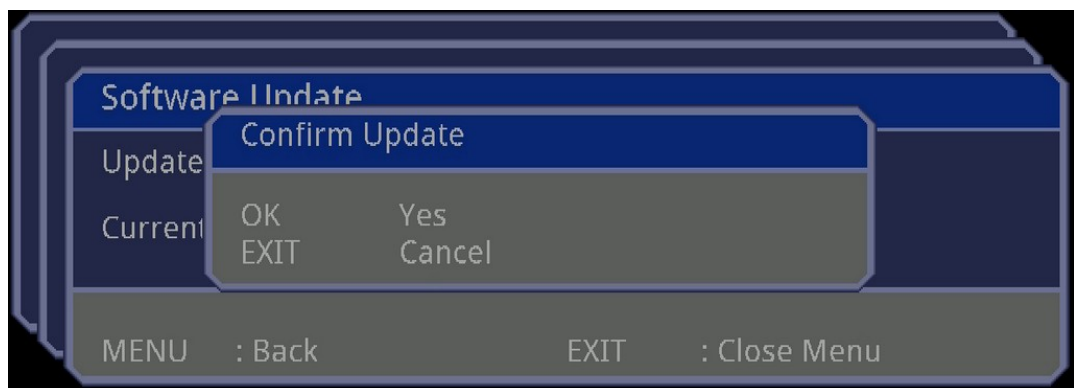 Software Update
Confirm Update
Update
Current
OK Yes
EXIT Cancel
MENU : Back EXIT : Close Menu